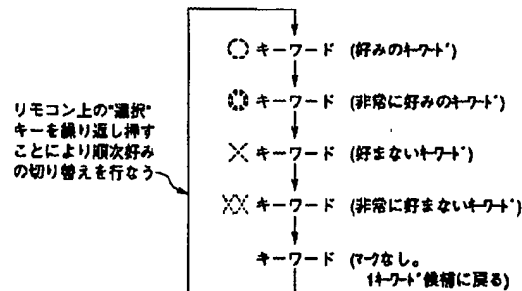 ○ キーワード (好みのキーワード)
◎ キーワード (非常に好みのキーワード)
リモコン上の"選択"
キーを繰り返し押す
ことにより順次好み
の切り替えを行なう
× キーワード (好まないキーワード)
×× キーワード (非常に好まないキーワード)
キーワード (マークなし。
1キーワード候補に戻る)